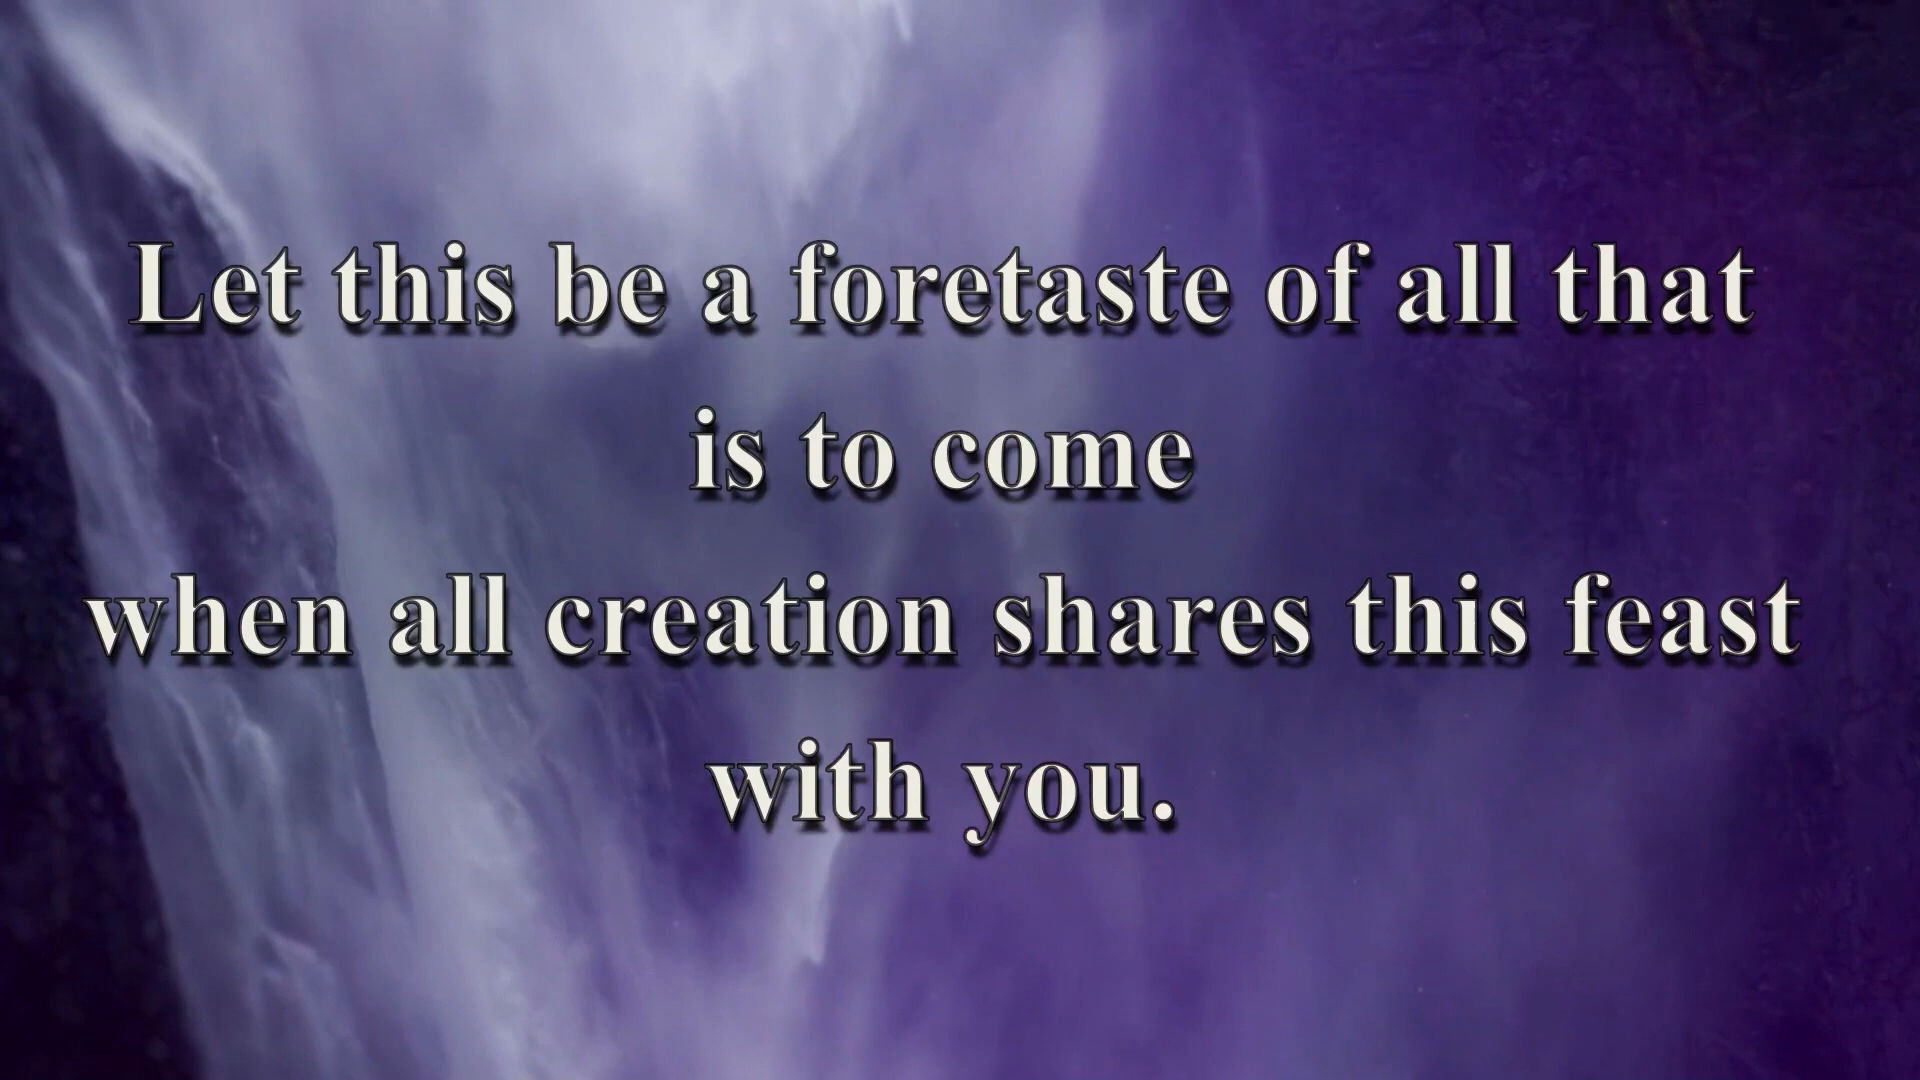 Let this be a foretaste of all that
is to come
when all creation shares this feast
with you.